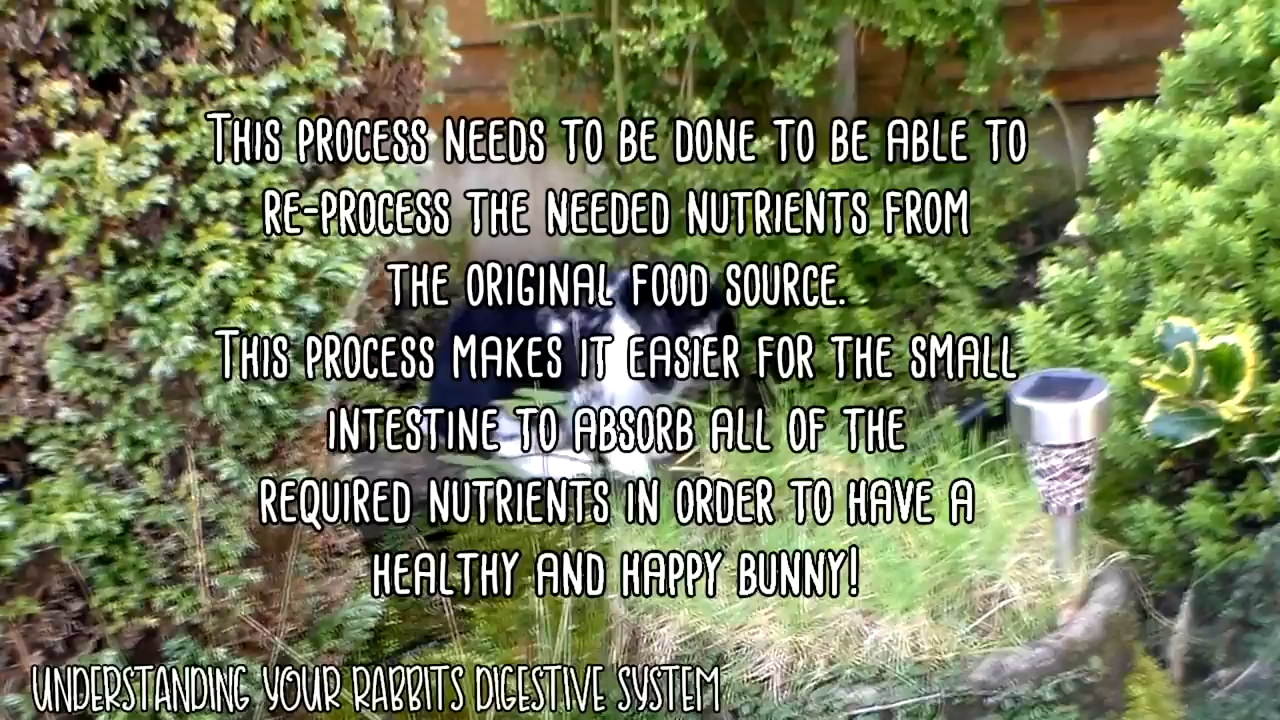 This process needs to be done to be able to
re-process the needed nutrients from
the original food source.
This process makes it easier for the small
intestine to absorb all of the
required nutrients in order to have a
healthy and happy bunny!
understanding your rabbits digestive system